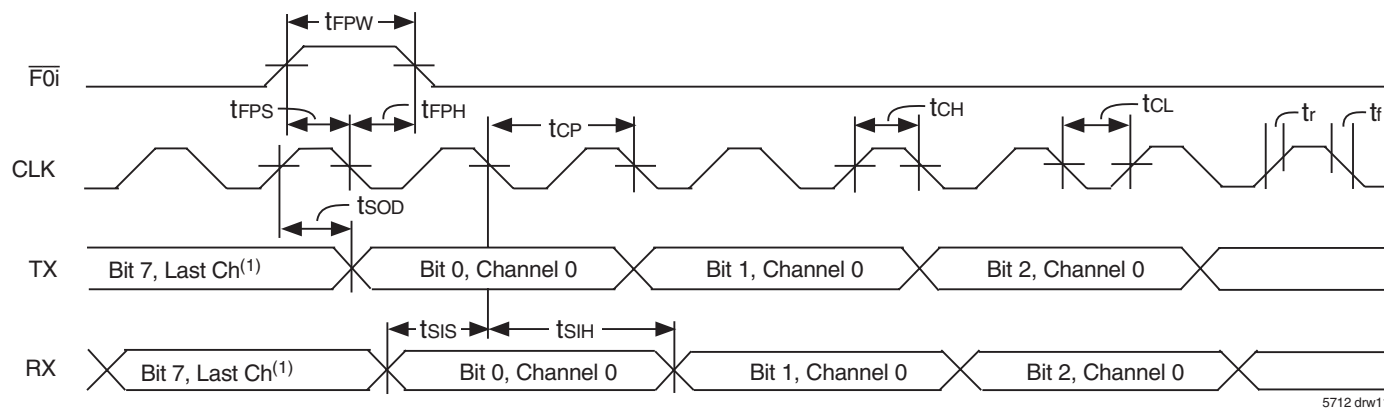 tFPW
F0i
tFPS
tFPH
tCP
tCH
tCL
tr
tf
CLK
tSOD
TX
Bit 7, Last Ch(1)
Bit 0, Channel 0
Bit 1, Channel 0
Bit 2, Channel 0
tSIS
tSIH
RX
Bit 7, Last Ch(1)
Bit 0, Channel 0
Bit 1, Channel 0
Bit 2, Channel 0